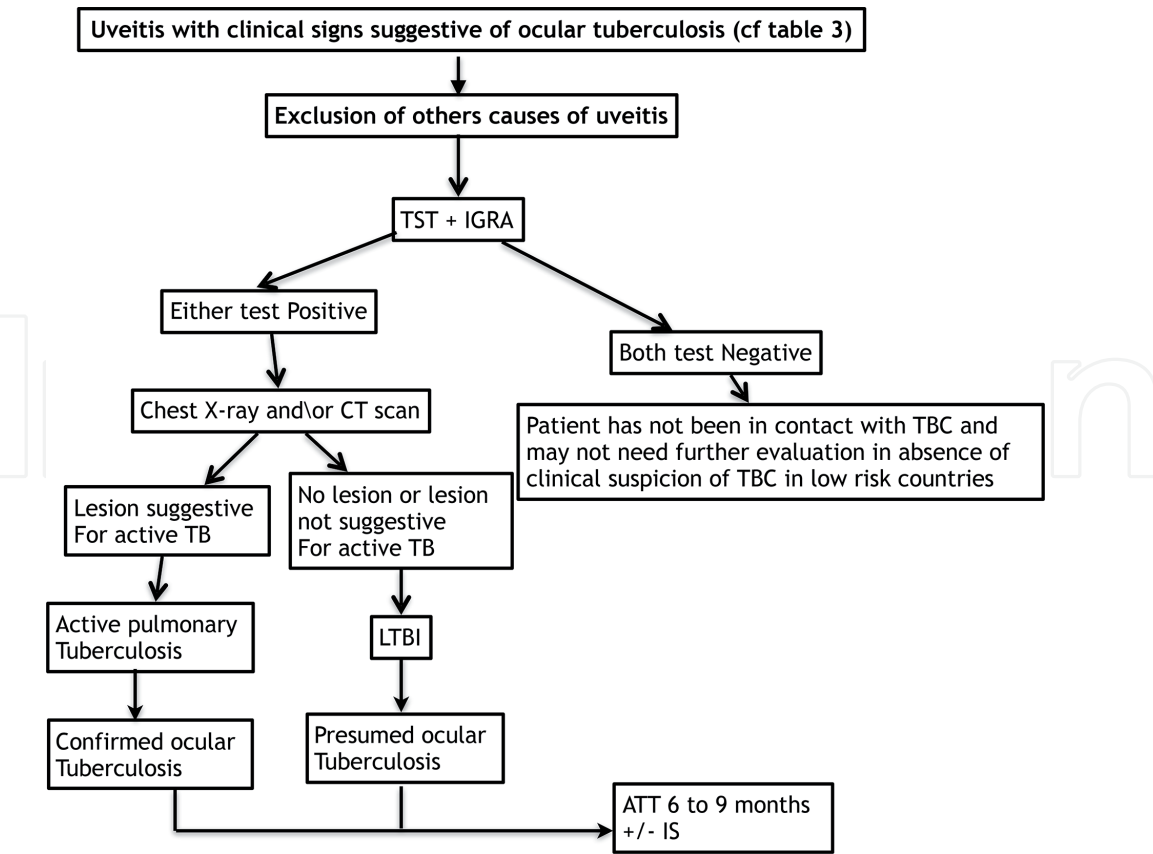 Uveitis with clinical signs suggestive of ocular tuberculosis (cf table 3)
Exclusion of others causes of uveitis
TST + IGRA
Either test Positive
Both test Negative
Chest X-ray and\or CT scan
Patient has not been in contact with TBC and
may not need further evaluation in absence of
clinical suspicion of TBC in low risk countries
Lesion suggestive
For active TB
No lesion or lesion
not suggestive
For active TB
Active pulmonary
Tuberculosis
LTBI
Confirmed ocular
Tuberculosis
Presumed ocular
Tuberculosis
ATT 6 to 9 months
+/- IS